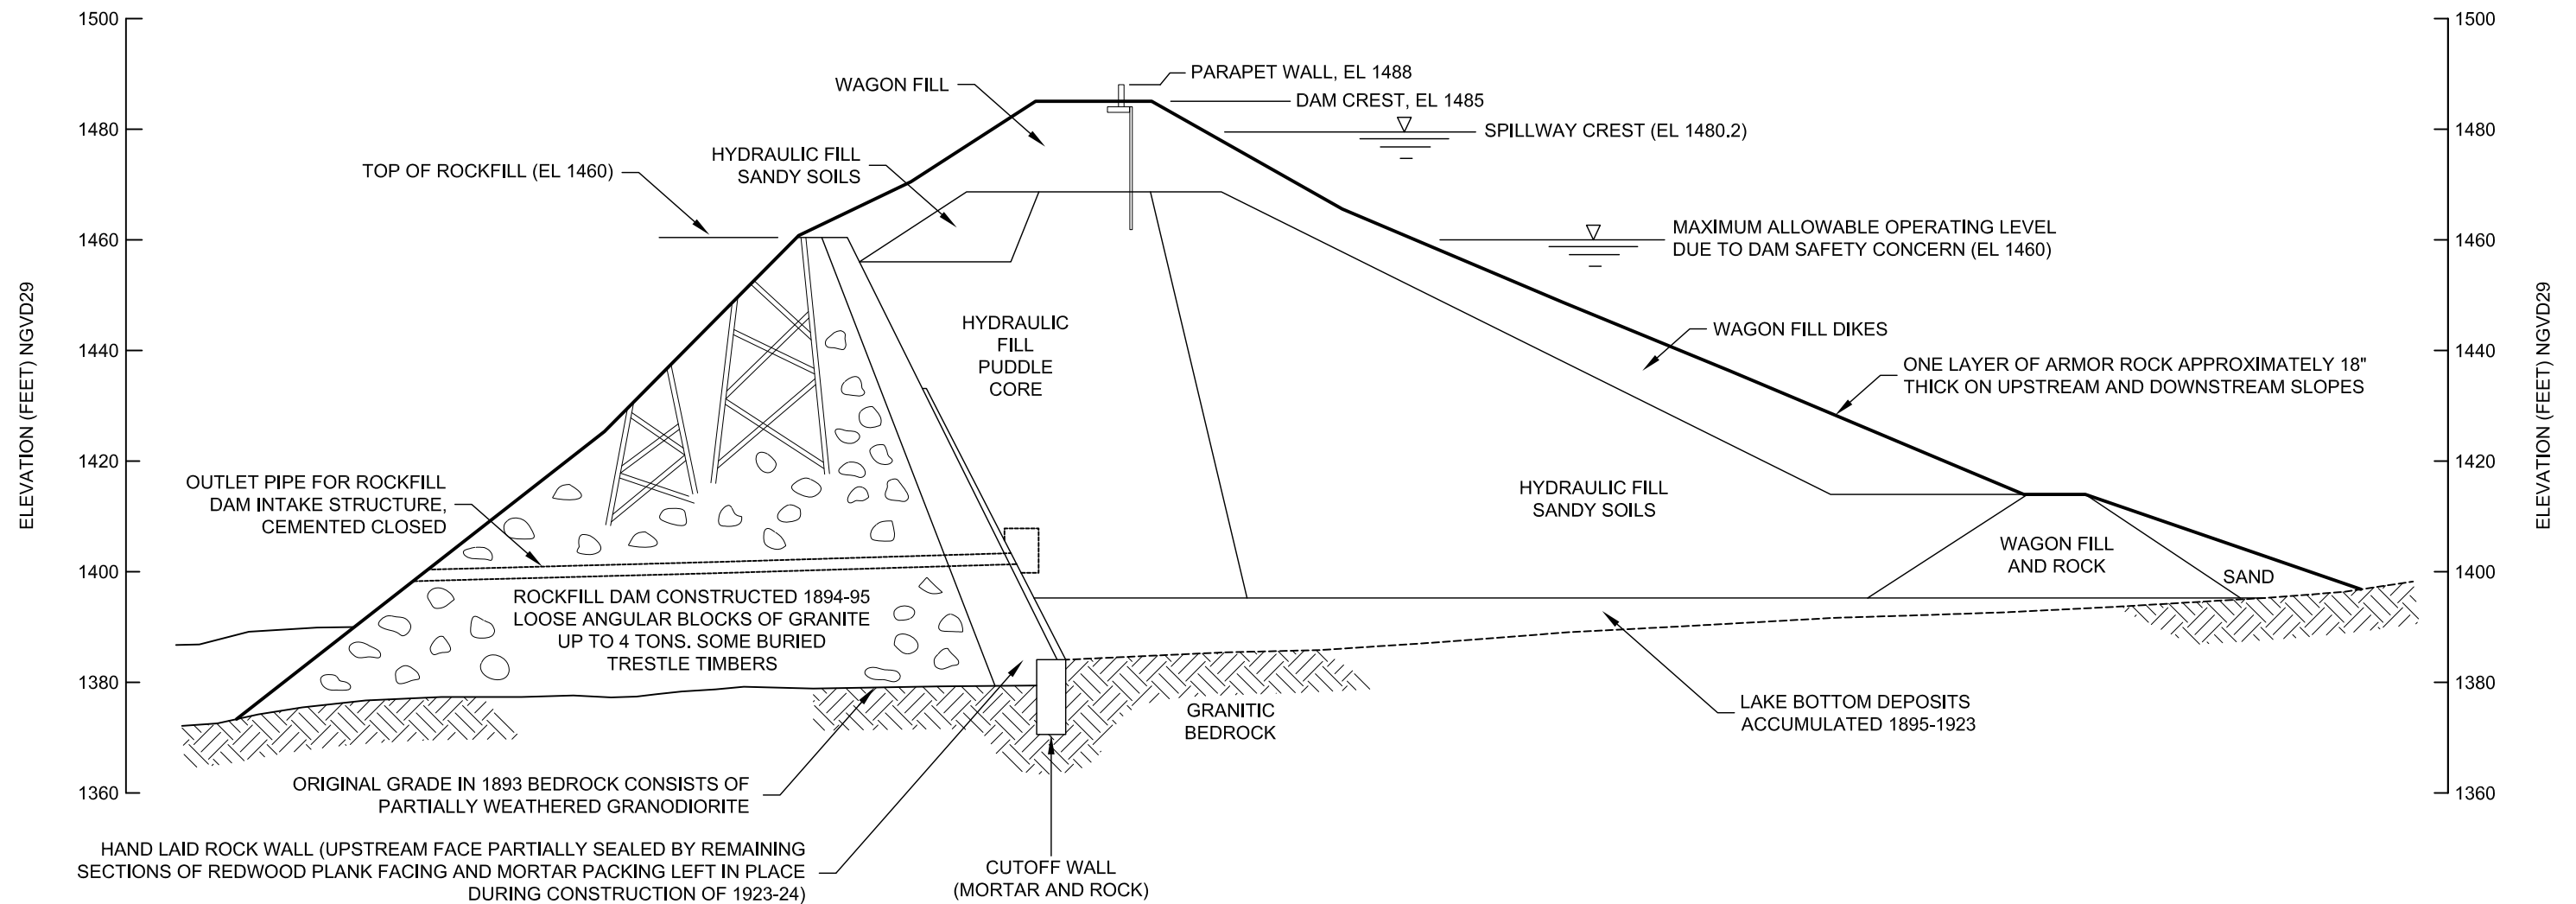 1500
1480
1460
1440
1420
1400
1380
1360
ELEVATION (FEET) NGVD29
WAGON FILL
PARAPET WALL, EL 1488
DAM CREST, EL 1485
SPILLWAY CREST (EL 1480.2)
HYDRAULIC FILL
SANDY SOILS
TOP OF ROCKFILL (EL 1460)
MAXIMUM ALLOWABLE OPERATING LEVEL
DUE TO DAM SAFETY CONCERN (EL 1460)
HYDRAULIC
FILL
PUDDLE
CORE
WAGON FILL DIKES
ONE LAYER OF ARMOR ROCK APPROXIMATELY 18"
THICK ON UPSTREAM AND DOWNSTREAM SLOPES
OUTLET PIPE FOR ROCKFILL
DAM INTAKE STRUCTURE,
CEMENTED CLOSED
HYDRAULIC FILL
SANDY SOILS
WAGON FILL
AND ROCK
SAND
ROCKFILL DAM CONSTRUCTED 1894-95
LOOSE ANGULAR BLOCKS OF GRANITE
UP TO 4 TONS. SOME BURIED
TRESTLE TIMBERS
GRANITIC
BEDROCK
LAKE BOTTOM DEPOSITS
ACCUMULATED 1895-1923
ORIGINAL GRADE IN 1893 BEDROCK CONSISTS OF
PARTIALLY WEATHERED GRANODIORITE
HAND LAID ROCK WALL (UPSTREAM FACE PARTIALLY SEALED BY REMAINING
SECTIONS OF REDWOOD PLANK FACING AND MORTAR PACKING LEFT IN PLACE
DURING CONSTRUCTION OF 1923-24)
CUTOFF WALL
(MORTAR AND ROCK)
1500
1480
1460
1440
1420
1400
1380
1360
ELEVATION (FEET) NGVD29